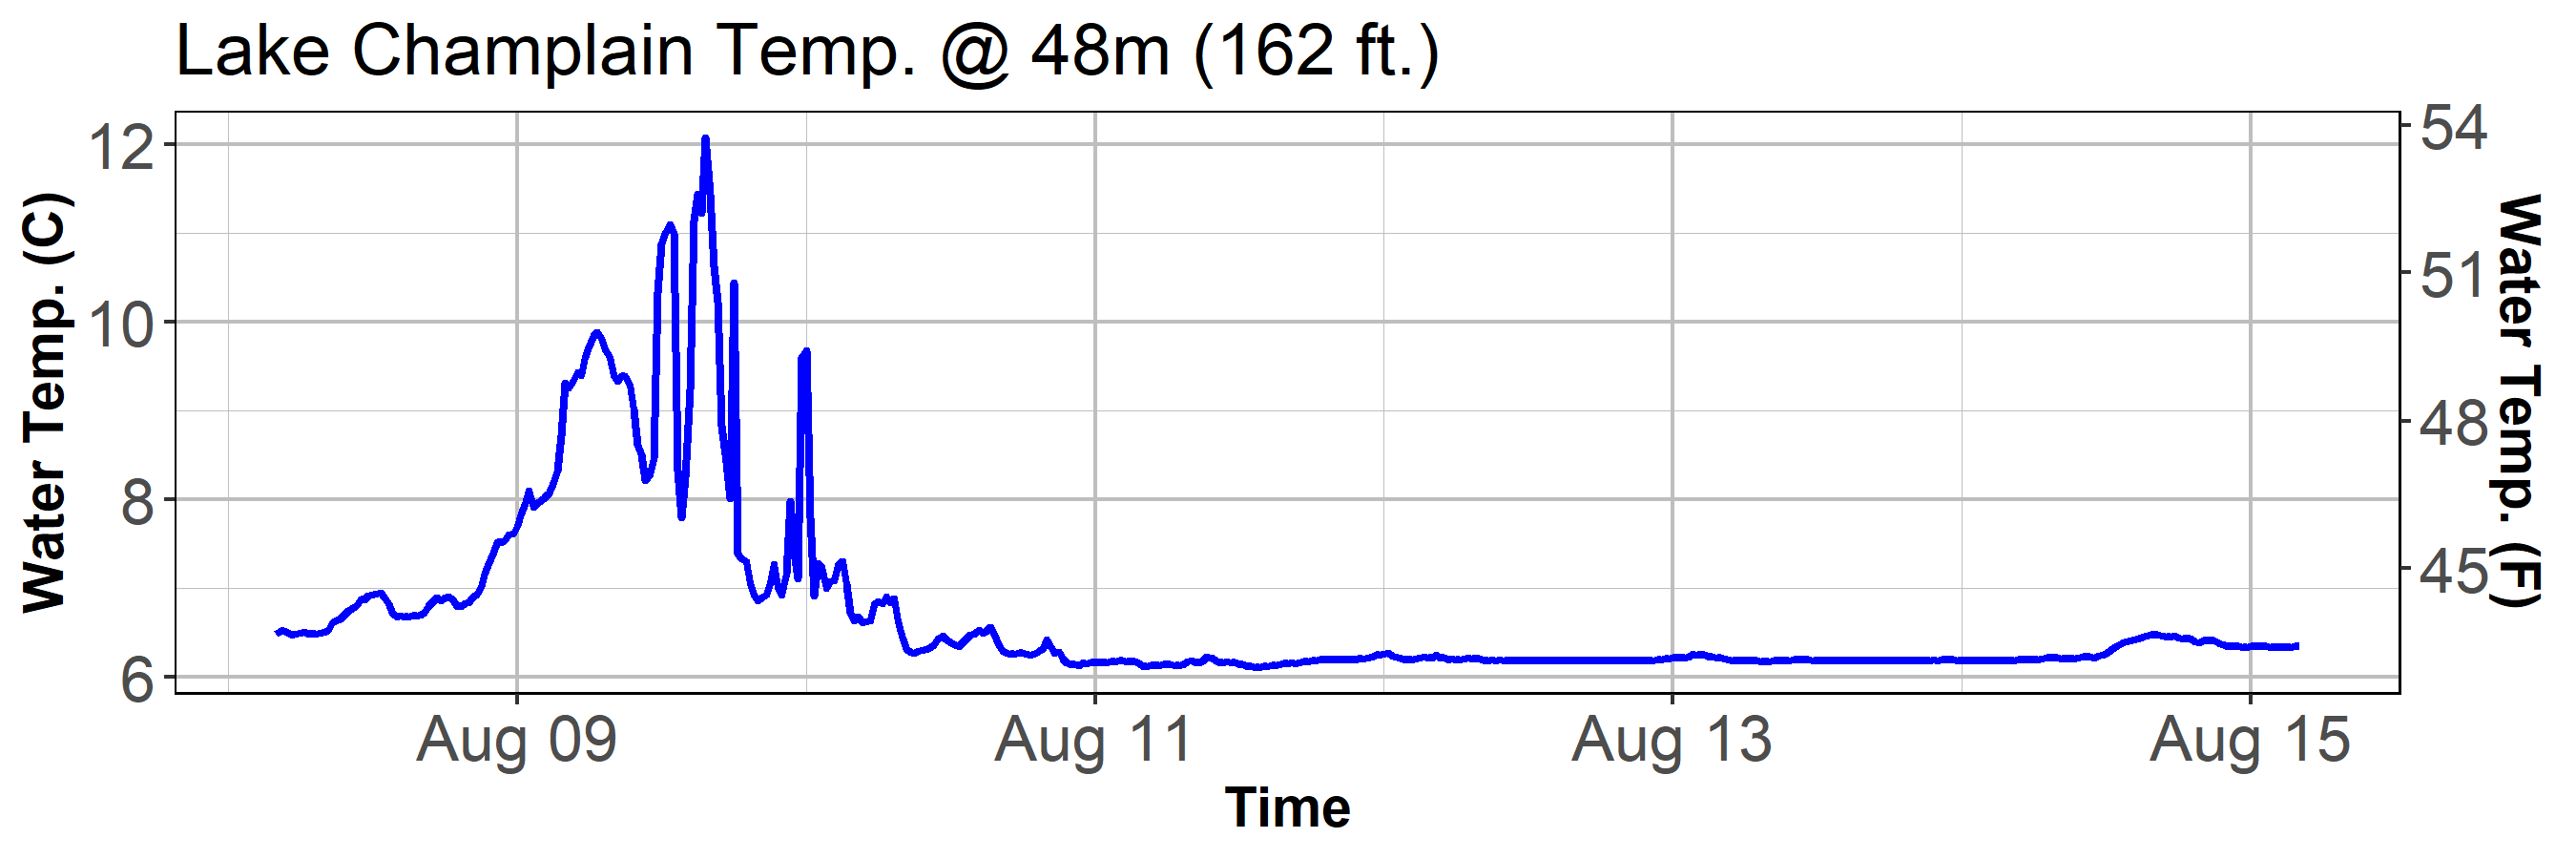 Lake Champlain Temp. @ 48m (162 ft.)
Water Temp. (C)
12
10
8
6
54
51
48
45
Water Temp. (F)
Aug 09 Aug 11 Aug 13 Aug 15
Time